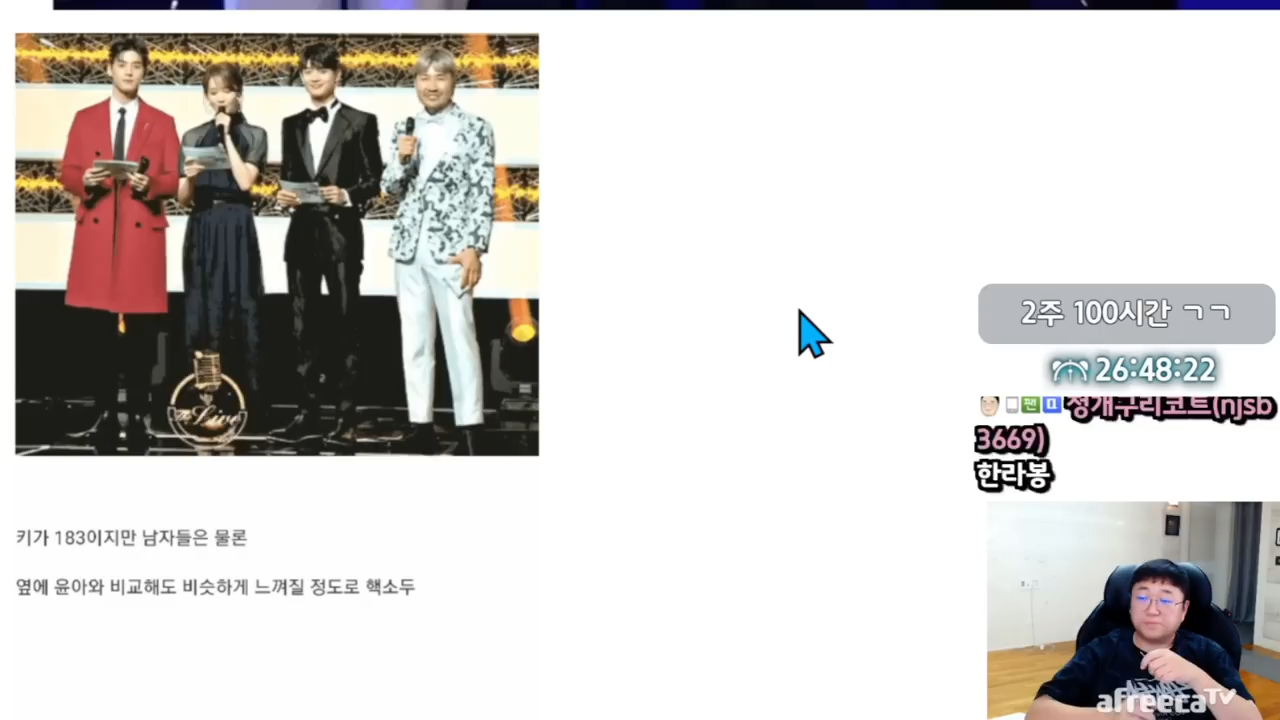 키가 183이지만 남자들은 물론
옆에 윤아와 비교해도 비슷하게 느껴질 정도로 핵소두
2주 100시간 ㄱㄱ
26:48:22
팬 청개구리코트(njsb
3669)
한라봉
afreecaTV
Live